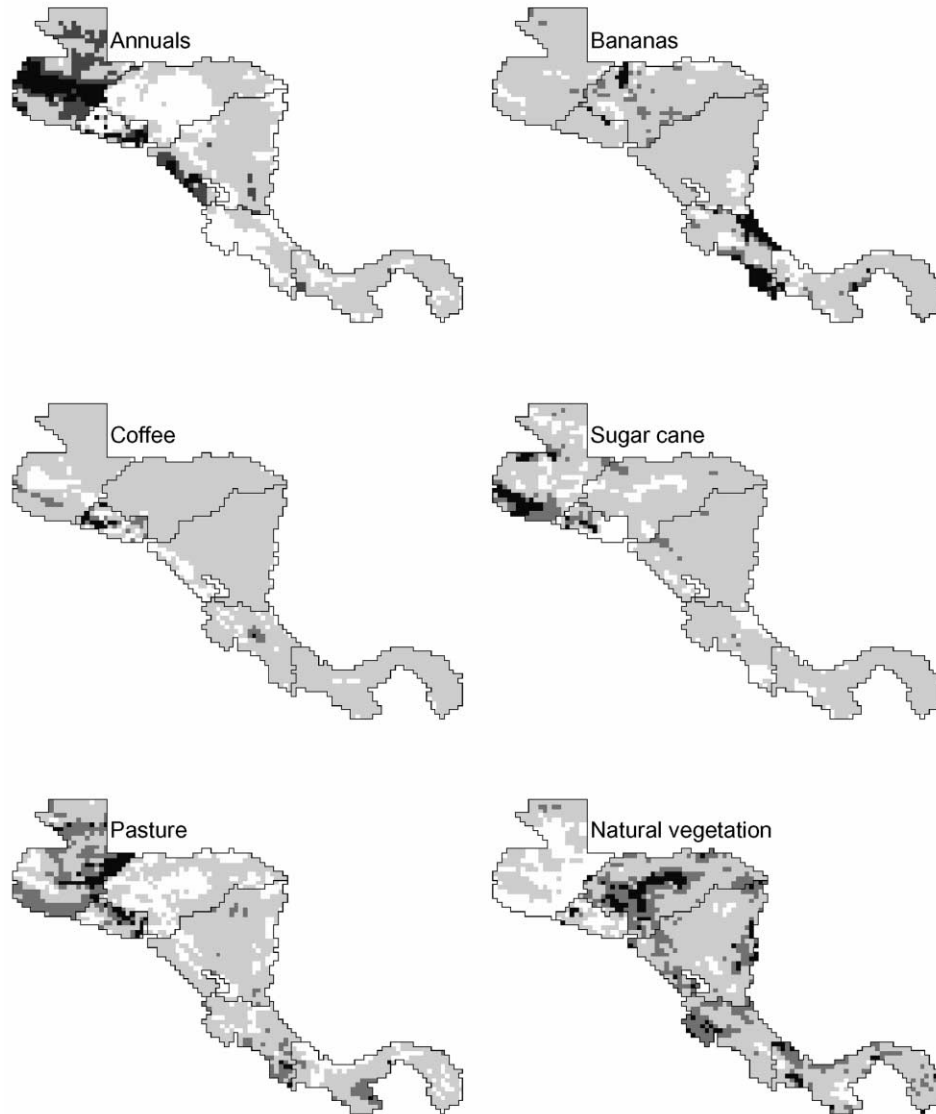 Annuals
Bananas
Coffee
Sugar cane
Pasture
Natural vegetation